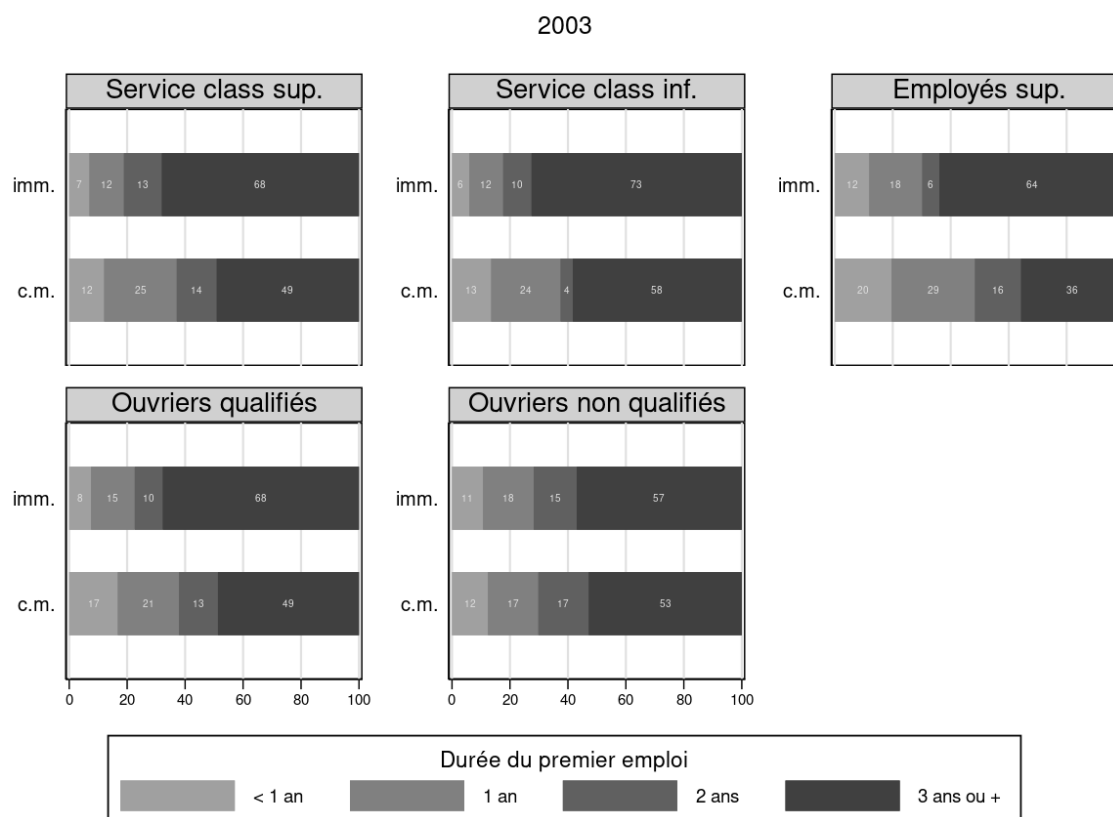 2003
Service class sup.
Service class inf.
Employés sup.
imm. 7 12 13 68
imm. 6 12 10 73
imm. 12 18 6 64
c.m. 12 25 14 49
c.m. 13 24 4 58
c.m. 20 29 16 36
Ouvriers qualifiés
Ouvriers non qualifiés
imm. 8 15 10 68
imm. 11 18 15 57
c.m. 17 21 13 49
c.m. 12 17 17 53
0 20 40 60 80 100
0 20 40 60 80 100
Durée du premier emploi
< 1 an
1 an
2 ans
3 ans ou +